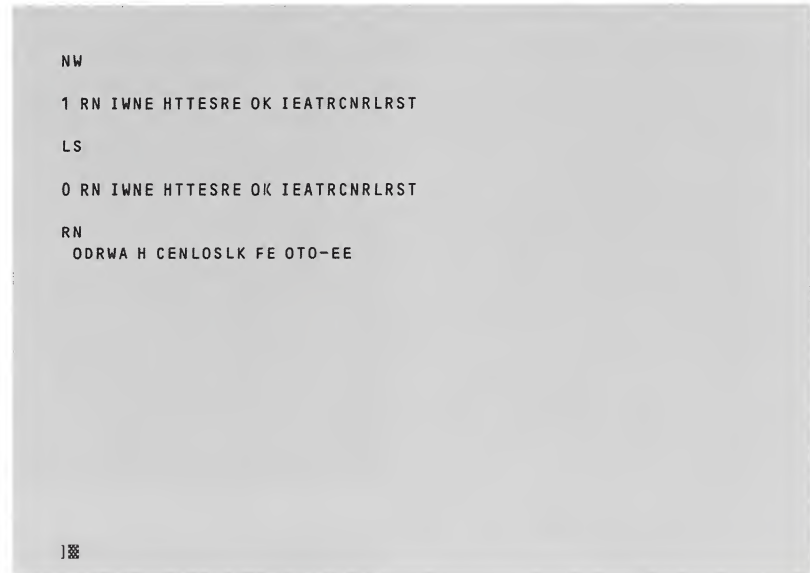 NW
1 RN IWNE HTTESRE OK IEATRCNRLRST
LS
0 RN IWNE HTTESRE OK IEATRCNRLRST
RN
ODRWA H CENLOSLK FE OTO-EE
]▒